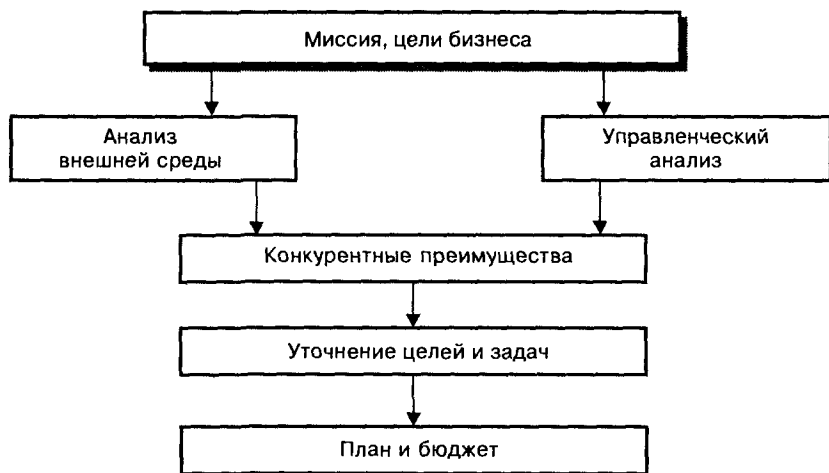 Миссия, цели бизнеса
Анализ
внешней среды
Управленческий
анализ
Конкурентные преимущества
Уточнение целей и задач
План и бюджет